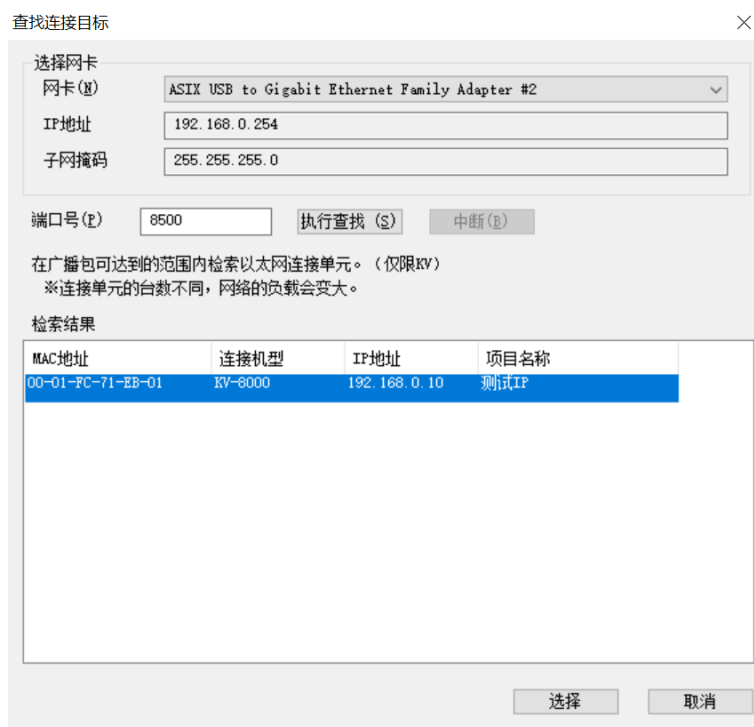 查找连接目标
选择网卡
网卡(N) ASIX USB to Gigabit Ethernet Family Adapter #2
IP地址 192.168.0.254
子网掩码 255.255.255.0
端口号(P) 8500 执行查找 (S) 中断(B)
在广播包可达到的范围内检索以太网连接单元。(仅限KV)
※连接单元的台数不同，网络的负载会变大。
检索结果
MAC地址 连接机型 IP地址 项目名称
00-01-FC-71-EB-01 KV-8000 192.168.0.10 测试IP
选择 取消